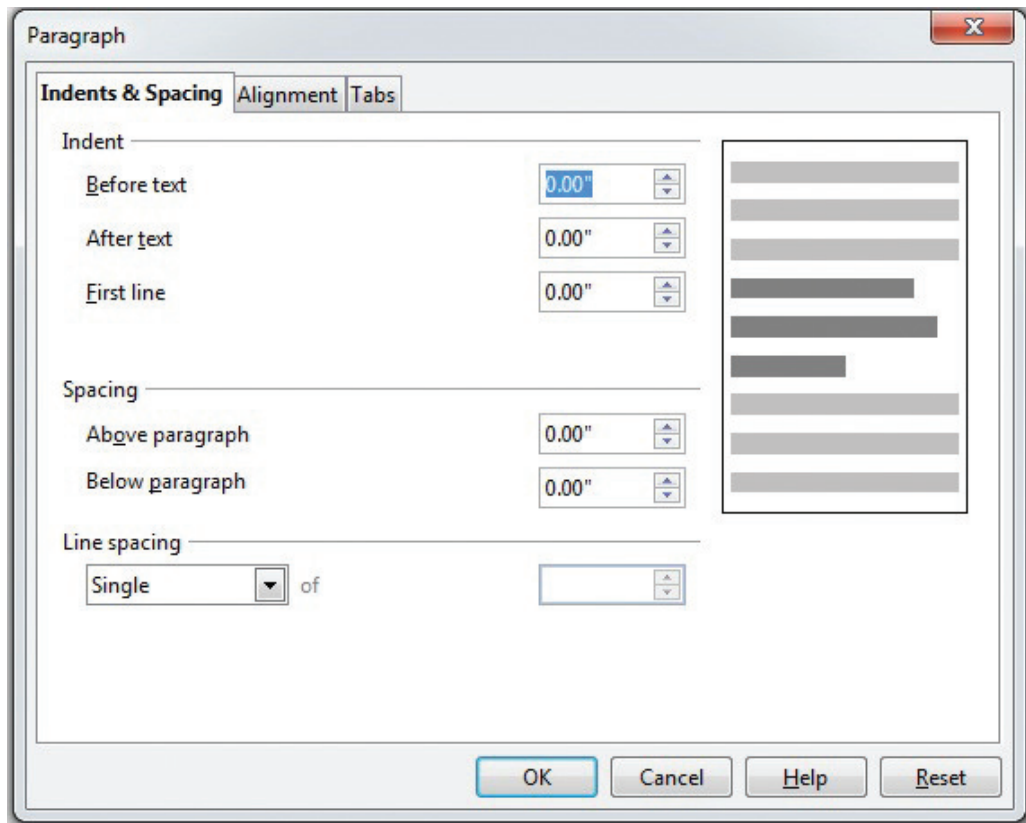 Paragraph
Indents & Spacing Alignment Tabs
Indent
Before text 0.00"
After text 0.00"
First line 0.00"
Spacing
Above paragraph 0.00"
Below paragraph 0.00"
Line spacing
Single of
OK Cancel Help Reset